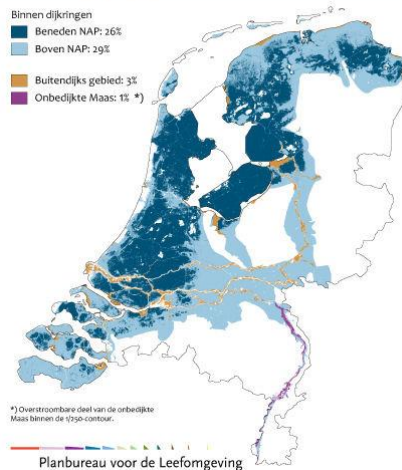 Binnen dijkringen
Beneden NAP: 26%
Boven NAP: 29%
Buitendijks gebied: 3%
Onbedijkte Maas: 1% *)
*) Overstroombare deel van de onbedijkte
Maas binnen de 1/250-contour.
Planbureau voor de Leefomgeving